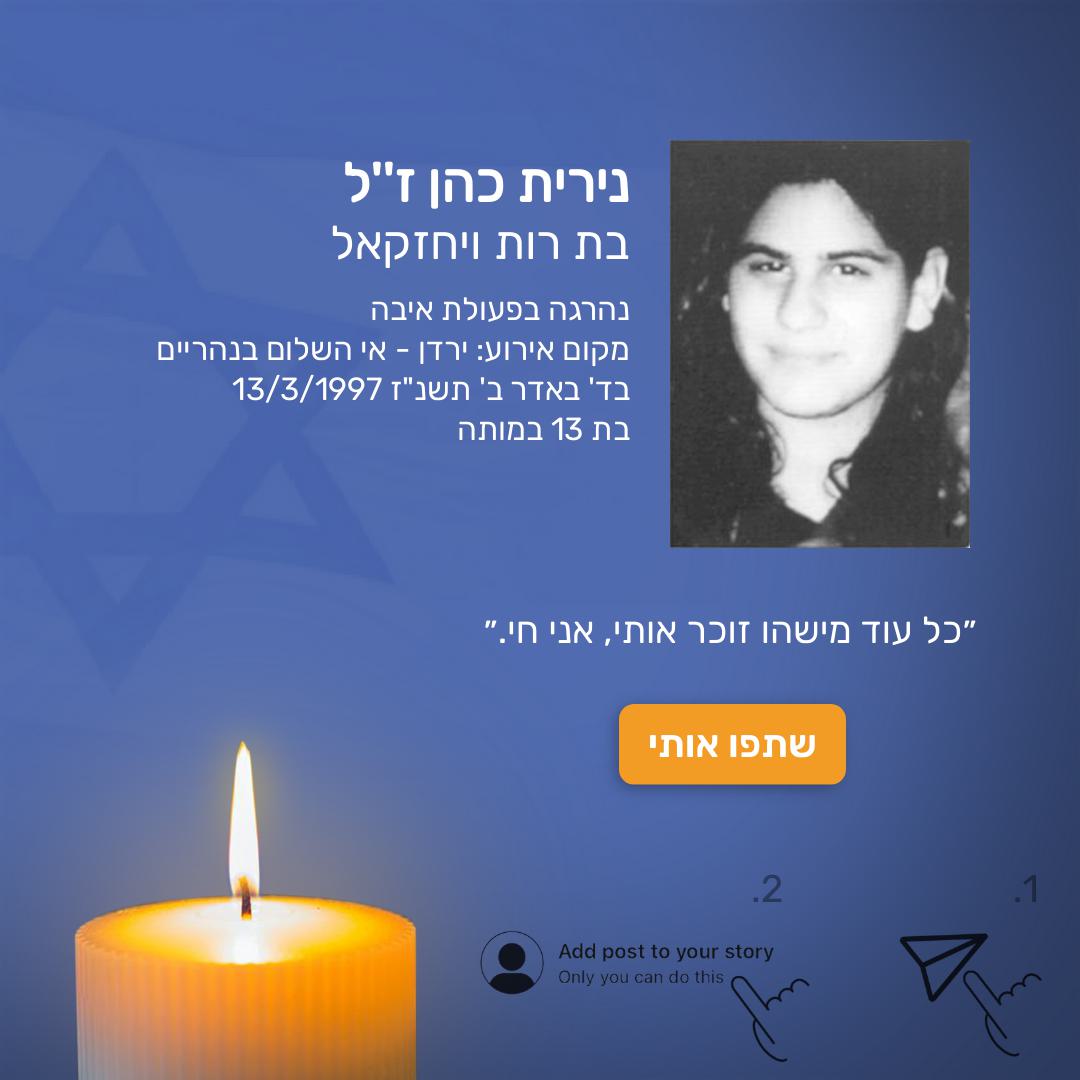 נירית כהן ז"ל
בת רות ויחזקאל
נהרגה בפעולת איבה
מקום אירוע: ירדן - אי השלום בנהריים
בד' באדר ב' תשנ"ז 13/3/1997
בת 13 במותה
״כל עוד מישהו זוכר אותי, אני חי.״
שתפו אותי
.1
.2
Add post to your story
Only you can do this